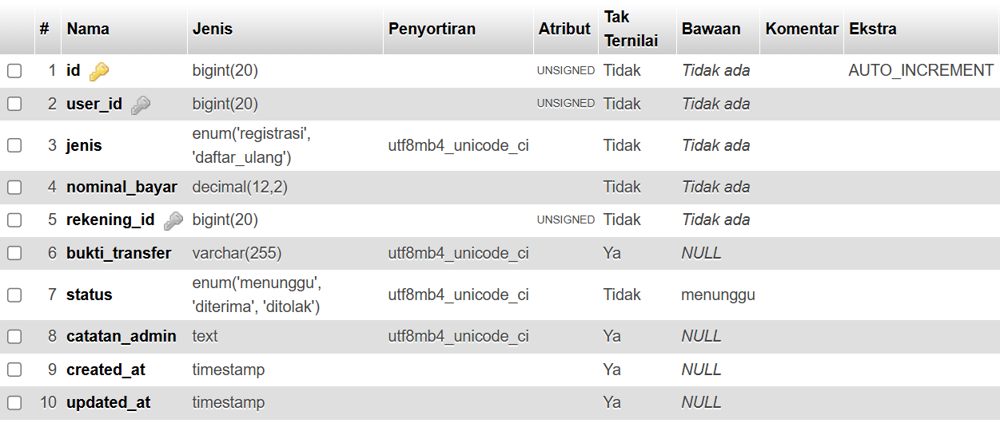 # Nama Jenis Penyortiran Atribut Tak Ternilai Bawaan Komentar Ekstra
1 id bigint(20) UNSIGNED Tidak Tidak ada AUTO_INCREMENT
2 user_id bigint(20) UNSIGNED Tidak Tidak ada
3 jenis enum('registrasi', 'daftar_ulang') utf8mb4_unicode_ci Tidak Tidak ada
4 nominal_bayar decimal(12,2) Tidak Tidak ada
5 rekening_id bigint(20) UNSIGNED Tidak Tidak ada
6 bukti_transfer varchar(255) utf8mb4_unicode_ci Ya NULL
7 status enum('menunggu', 'diterima', 'ditolak') utf8mb4_unicode_ci Tidak menunggu
8 catatan_admin text utf8mb4_unicode_ci Ya NULL
9 created_at timestamp Ya NULL
10 updated_at timestamp Ya NULL